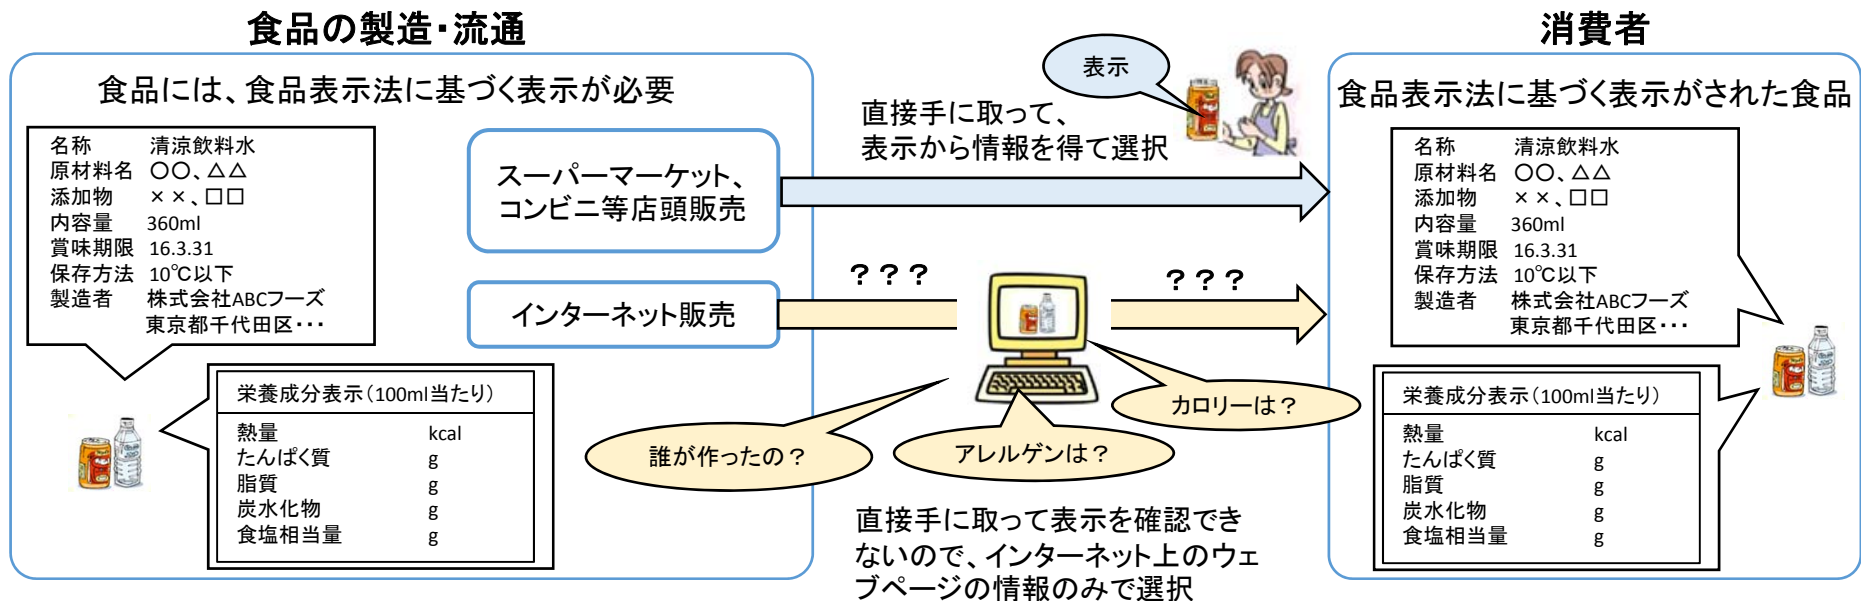 食品の製造・流通
食品には、食品表示法に基づく表示が必要
名称 清涼飲料水
原材料名 〇〇、△△
添加物 ××、□□
内容量 360ml
賞味期限 16.3.31
保存方法 10℃以下
製造者 株式会社ABCフーズ
東京都千代田区・・・
栄養成分表示（100ml当たり）
熱量 kcal
たんぱく質 g
脂質 g
炭水化物 g
食塩相当量 g
スーパーマーケット、
コンビニ等店頭販売
インターネット販売
表示
直接手に取って、
表示から情報を得て選択
？？？
？？？
誰が作ったの？
アレルゲンは？
カロリーは？
直接手に取って表示を確認でき
ないので、インターネット上のウェ
ブページの情報のみで選択
消費者
食品表示法に基づく表示がされた食品
名称 清涼飲料水
原材料名 〇〇、△△
添加物 ××、□□
内容量 360ml
賞味期限 16.3.31
保存方法 10℃以下
製造者 株式会社ABCフーズ
東京都千代田区・・・
栄養成分表示（100ml当たり）
熱量 kcal
たんぱく質 g
脂質 g
炭水化物 g
食塩相当量 g